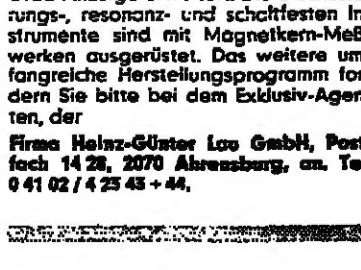 rungs-, resonanz- und schaltfesten In
strumente sind mit Magnetkern-Meß
werken ausgerüstet. Das weitere um
fangreiche Herstellungsprogramm for
dern Sie bitte bei dem Exklusiv-Agen
ten, der
Firma Heinz-Günter Lau GmbH, Post
fach 14 28, 2070 Ahrensburg, an. Te
0 41 02 / 4 23 43 + 44.